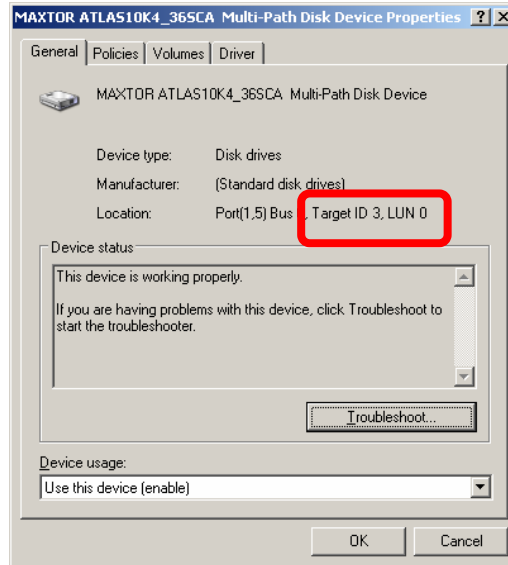 MAXTOR ATLAS10K4_36SCA Multi-Path Disk Device Properties
General Policies Volumes Driver
MAXTOR ATLAS10K4_36SCA Multi-Path Disk Device
Device type: Disk drives
Manufacturer: (Standard disk drives)
Location: Port(1,5) Bus , Target ID 3, LUN 0
Device status
This device is working properly.
If you are having problems with this device, click Troubleshoot to
start the troubleshooter.
Troubleshoot...
Device usage:
Use this device (enable)
OK Cancel